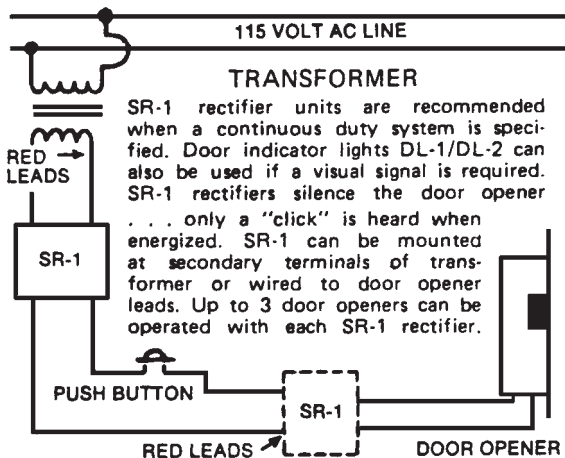 115 VOLT AC LINE
TRANSFORMER
SR-1 rectifier units are recommended
when a continuous duty system is speci-
fied. Door indicator lights DL-1/DL-2 can
also be used if a visual signal is required.
SR-1 rectifiers silence the door opener
. . . only a "click" is heard when
energized. SR-1 can be mounted
at secondary terminals of trans-
former or wired to door opener
leads. Up to 3 door openers can be
operated with each SR-1 rectifier.
RED
LEADS
SR-1
PUSH BUTTON
SR-1
RED LEADS
DOOR OPENER